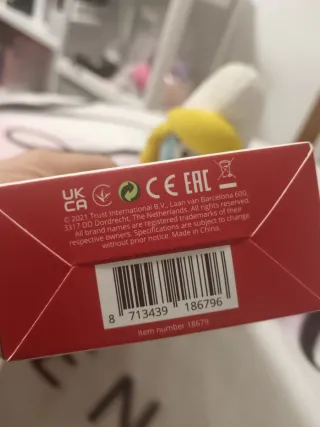 UK
CA
CE EAC
© 2021 Trust International B.V., Laan van Barcelona 600,
3317 DD Dordrecht, The Netherlands. All rights reserved.
All brand names are registered trademarks of their
respective owners. Specifications are subject to change
without prior notice. Made in China.
8 713439 186796
Item number 18679